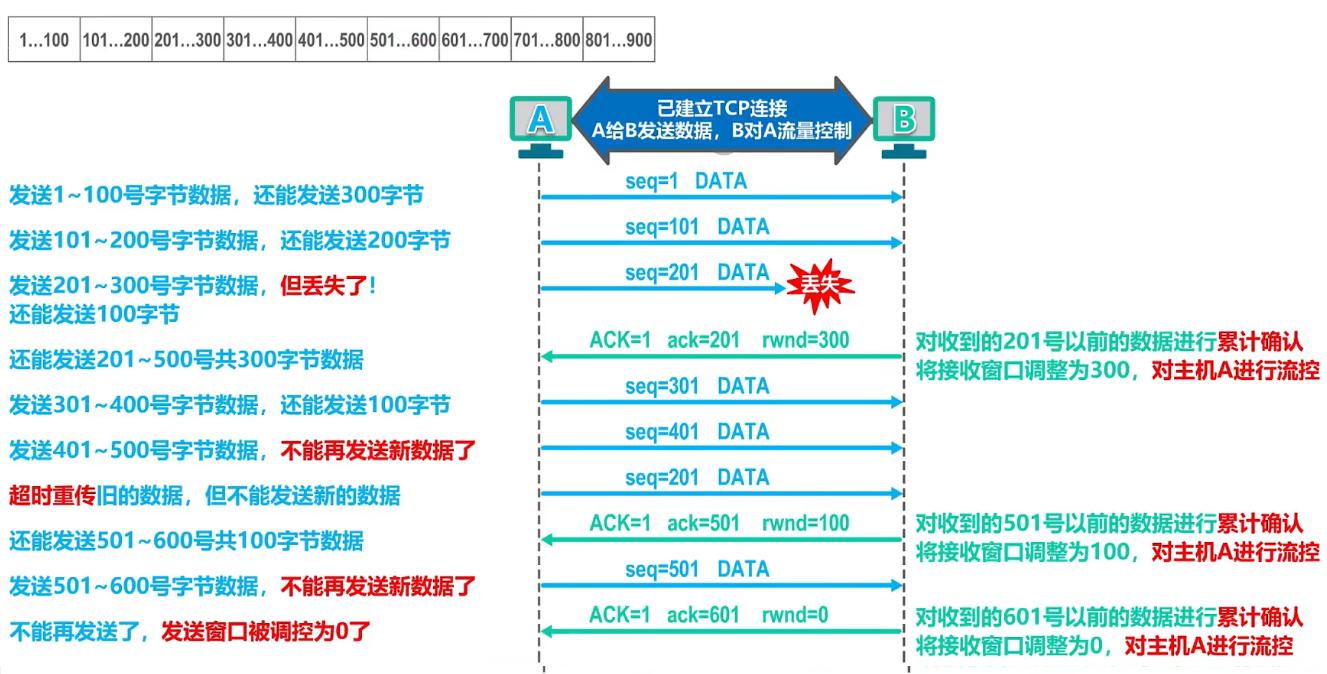 1…100 101…200 201…300 301…400 401…500 501…600 601…700 701…800 801…900
已建立TCP连接
A
A给B发送数据，B对A流量控制
B
seq=1 DATA
发送1~100号字节数据，还能发送300字节
seq=101 DATA
发送101~200号字节数据，还能发送200字节
seq=201 DATA
丢失
发送201~300号字节数据，但丢失了！
还能发送100字节
ACK=1 ack=201 rwnd=300
对收到的201号以前的数据进行累计确认
还能发送201~500号共300字节数据
将接收窗口调整为300，对主机A进行流控
seq=301 DATA
发送301~400号字节数据，还能发送100字节
seq=401 DATA
发送401~500号字节数据，不能再发送新数据了
seq=201 DATA
超时重传旧的数据，但不能发送新的数据
ACK=1 ack=501 rwnd=100
对收到的501号以前的数据进行累计确认
还能发送501~600号共100字节数据
将接收窗口调整为100，对主机A进行流控
seq=501 DATA
发送501~600号字节数据，不能再发送新数据了
ACK=1 ack=601 rwnd=0
对收到的601号以前的数据进行累计确认
不能再发送了，发送窗口被调控为0了
将接收窗口调整为0，对主机A进行流控